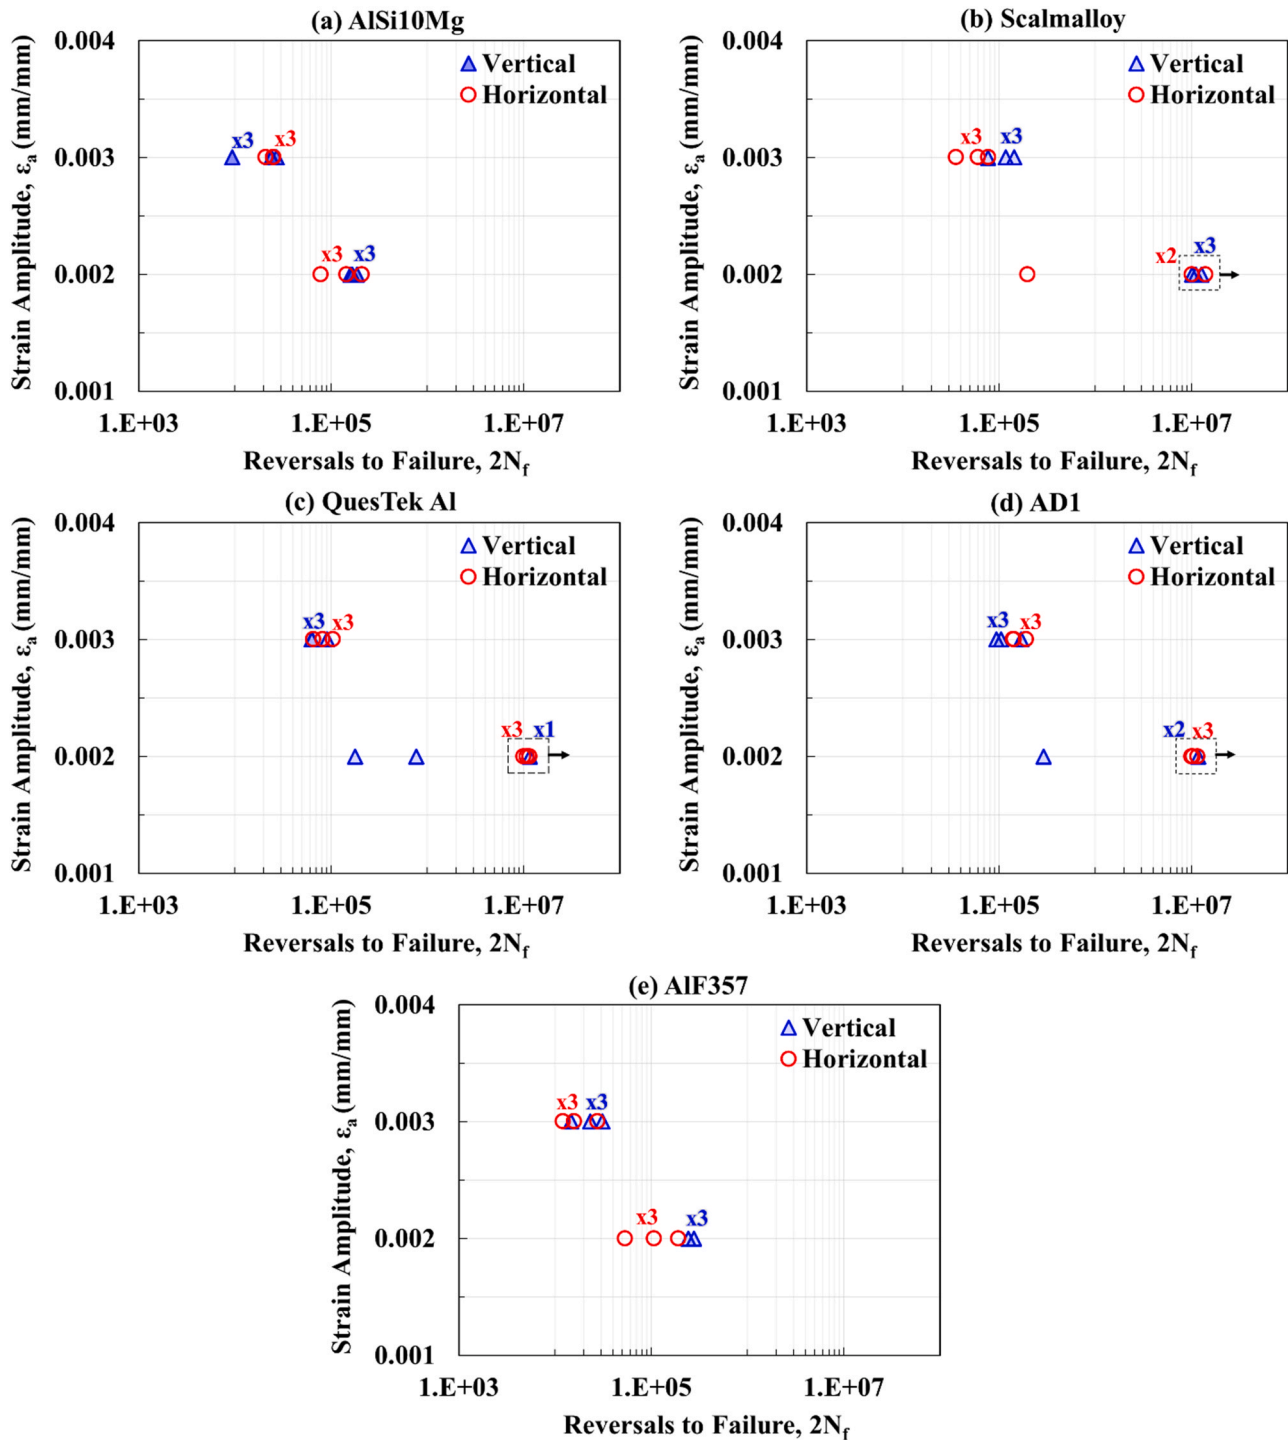 (a) AlSi10Mg
Strain Amplitude, εa (mm/mm)
0.004
0.003
0.002
0.001
Vertical
Horizontal
x3
x3
x3
x3
1.E+03
1.E+05
1.E+07
Reversals to Failure, 2Nf
(b) Scalmalloy
Strain Amplitude, εa (mm/mm)
0.004
0.003
0.002
0.001
Vertical
Horizontal
x3
x3
x2
x3
1.E+03
1.E+05
1.E+07
Reversals to Failure, 2Nf
(c) QuesTek Al
Strain Amplitude, εa (mm/mm)
0.004
0.003
0.002
0.001
Vertical
Horizontal
x3
x3
x3
x1
1.E+03
1.E+05
1.E+07
Reversals to Failure, 2Nf
(d) AD1
Strain Amplitude, εa (mm/mm)
0.004
0.003
0.002
0.001
Vertical
Horizontal
x3
x3
x2
x3
1.E+03
1.E+05
1.E+07
Reversals to Failure, 2Nf
(e) AlF357
Strain Amplitude, εa (mm/mm)
0.004
0.003
0.002
0.001
Vertical
Horizontal
x3
x3
x3
x3
1.E+03
1.E+05
1.E+07
Reversals to Failure, 2Nf